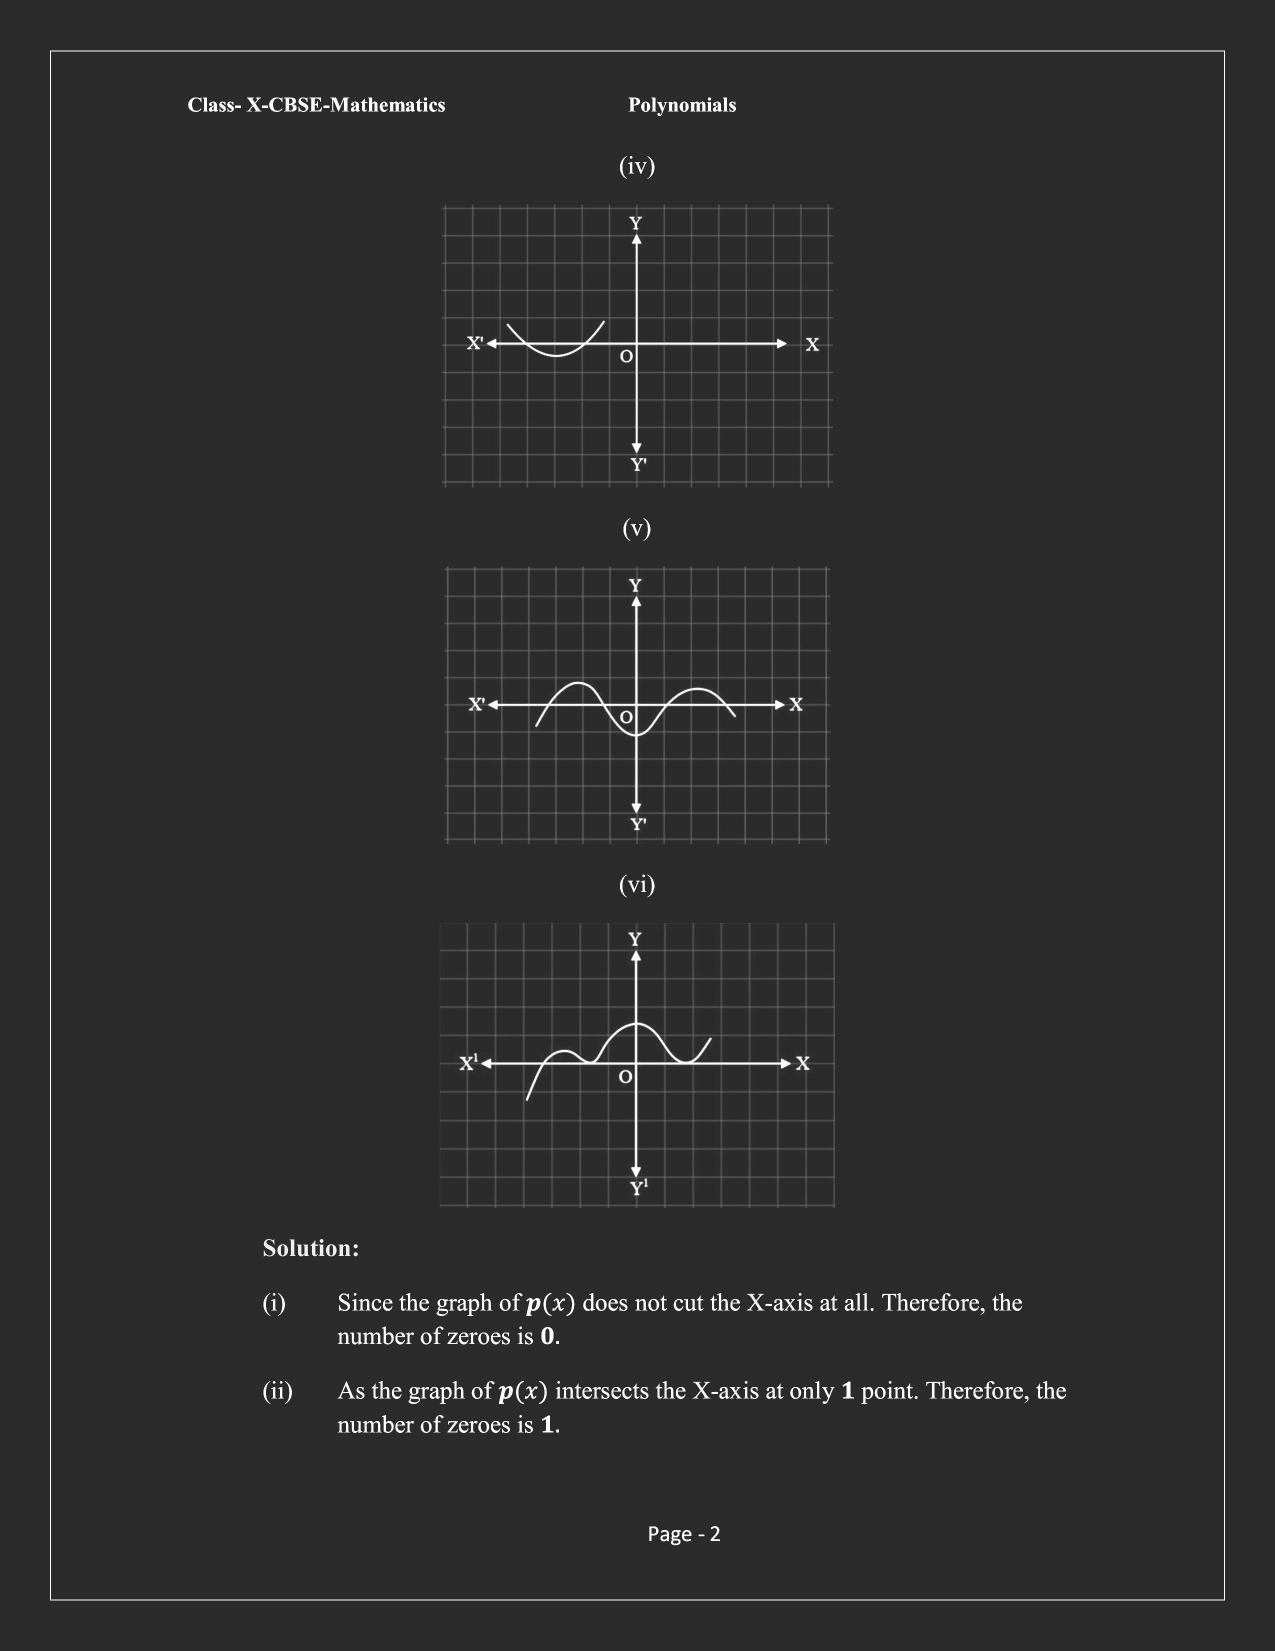 Class- X-CBSE-Mathematics Polynomials
(iv)
Y
X' O X
Y'
(v)
Y
X' O X
Y'
(vi)
Y
X¹ O X
Y¹
Solution:
(i) Since the graph of p(x) does not cut the X-axis at all. Therefore, the
number of zeroes is 0.
(ii) As the graph of p(x) intersects the X-axis at only 1 point. Therefore, the
number of zeroes is 1.
Page - 2